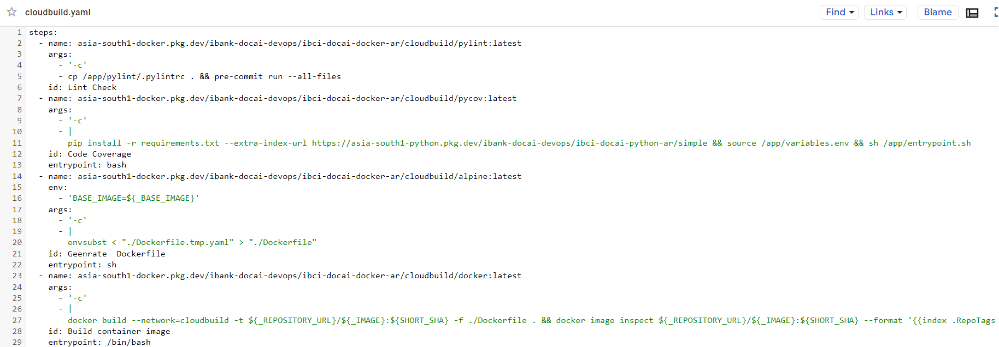 cloudbuild.yaml
Find Links Blame
1 steps:
2 - name: asia-south1-docker.pkg.dev/ibank-docai-devops/ibci-docai-docker-ar/cloudbuild/pylint:latest
3 args:
4 - '-c'
5 - cp /app/pylint/.pylintrc . && pre-commit run --all-files
6 id: Lint Check
7 - name: asia-south1-docker.pkg.dev/ibank-docai-devops/ibci-docai-docker-ar/cloudbuild/pycov:latest
8 args:
9 - '-c'
10 - |
11 pip install -r requirements.txt --extra-index-url https://asia-south1-python.pkg.dev/ibank-docai-devops/ibci-docai-python-ar/simple && source /app/variables.env && sh /app/entrypoint.sh
12 id: Code Coverage
13 entrypoint: bash
14 - name: asia-south1-docker.pkg.dev/ibank-docai-devops/ibci-docai-docker-ar/cloudbuild/alpine:latest
15 env:
16 - 'BASE_IMAGE=${_BASE_IMAGE}'
17 args:
18 - '-c'
19 - |
20 envsubst < "./Dockerfile.tmp.yaml" > "./Dockerfile"
21 id: Geenrate  Dockerfile
22 entrypoint: sh
23 - name: asia-south1-docker.pkg.dev/ibank-docai-devops/ibci-docai-docker-ar/cloudbuild/docker:latest
24 args:
25 - '-c'
26 - |
27 docker build --network=cloudbuild -t ${_REPOSITORY_URL}/${_IMAGE}:${SHORT_SHA} -f ./Dockerfile . && docker image inspect ${_REPOSITORY_URL}/${_IMAGE}:${SHORT_SHA} --format '{{index .RepoTags
28 id: Build container image
29 entrypoint: /bin/bash